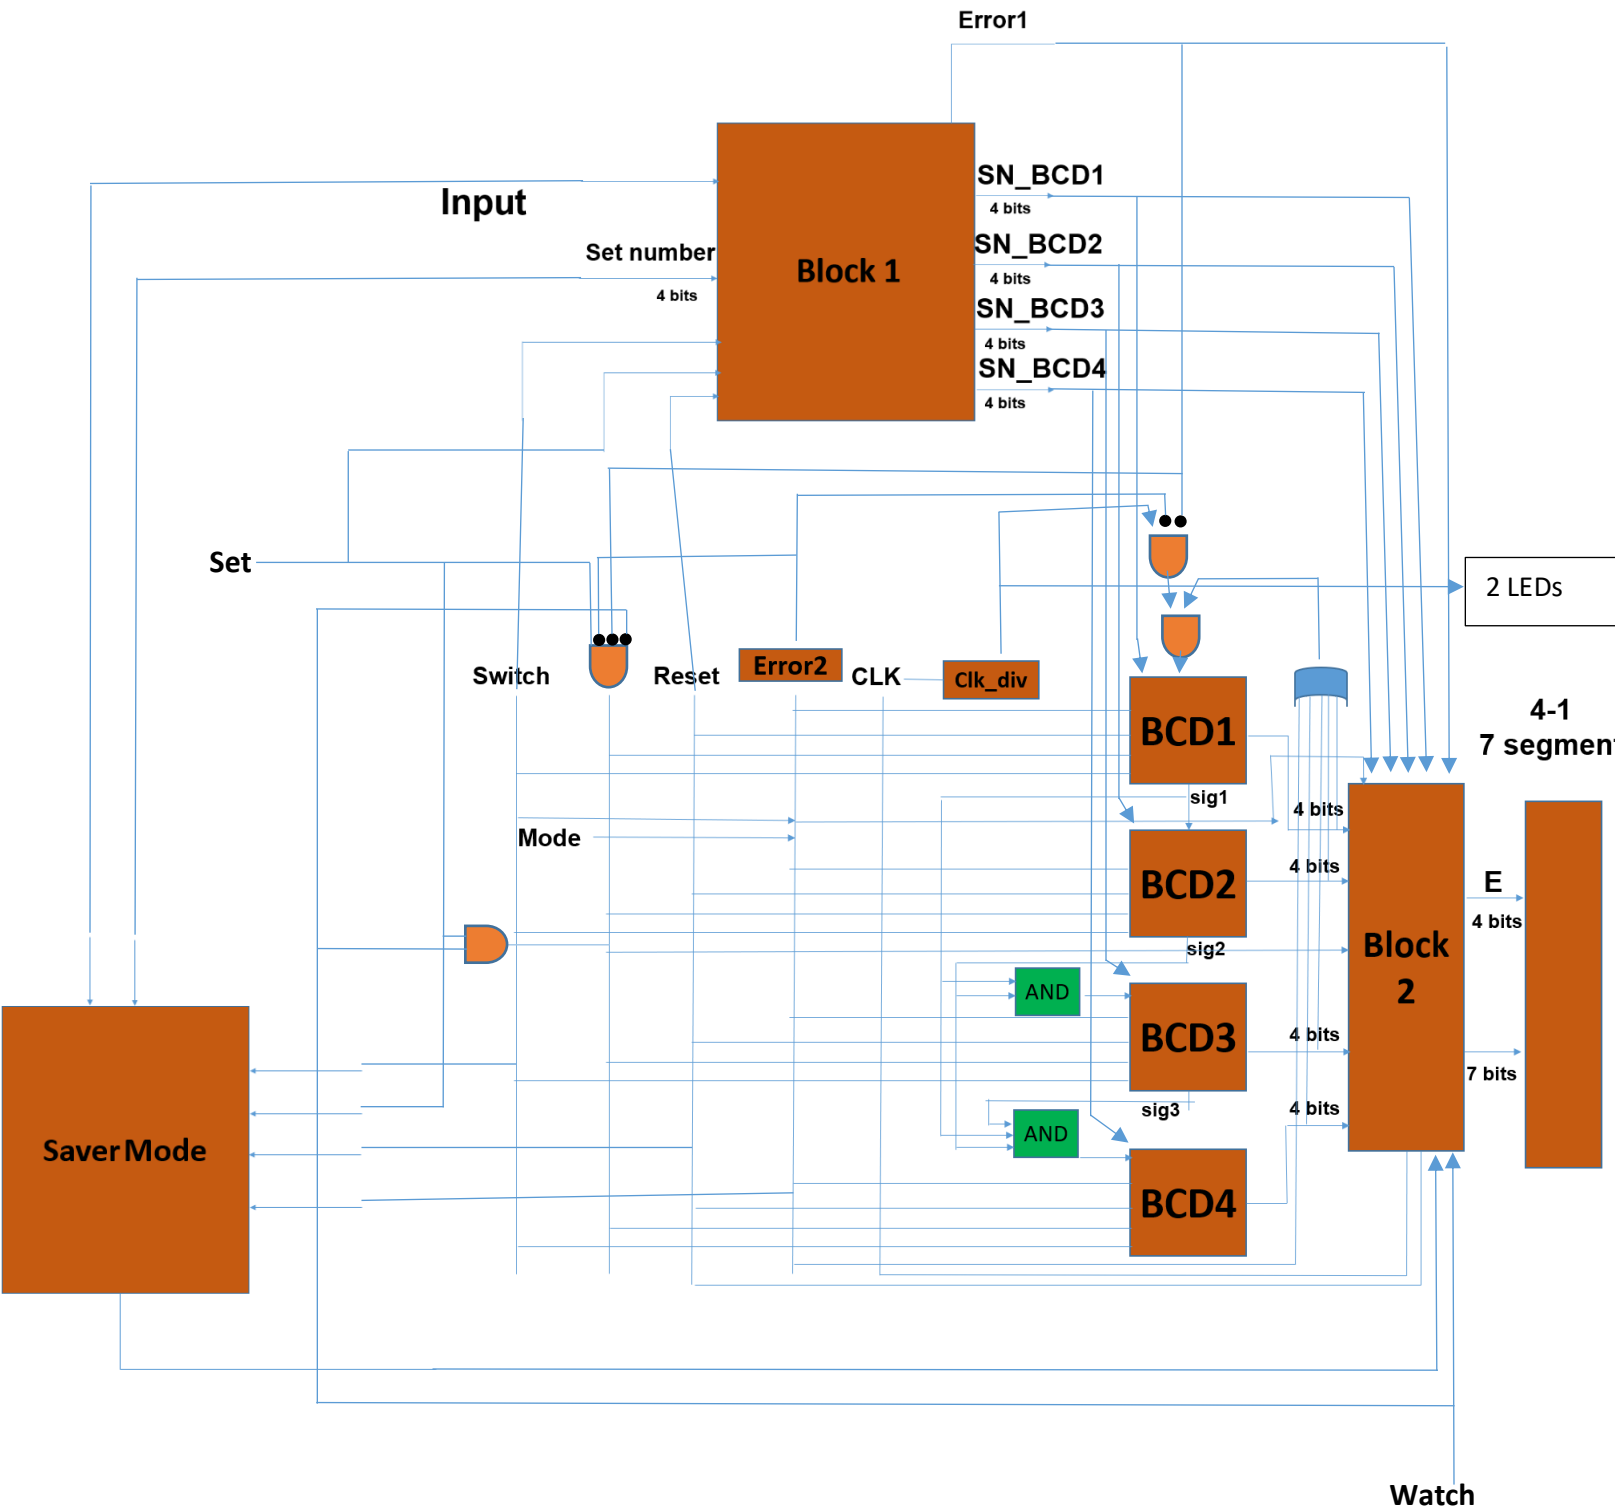 Error1
SN_BCD1
4 bits
Input
Set number
4 bits
Block 1
SN_BCD2
4 bits
SN_BCD3
4 bits
SN_BCD4
4 bits
Set
2 LEDs
Switch
Reset
Error2
CLK
Clk_div
BCD1
4-1
7 segment
sig1
4 bits
Mode
BCD2
4 bits
E
4 bits
sig2
Block
2
AND
BCD3
4 bits
7 bits
sig3
4 bits
AND
Saver Mode
BCD4
Watch